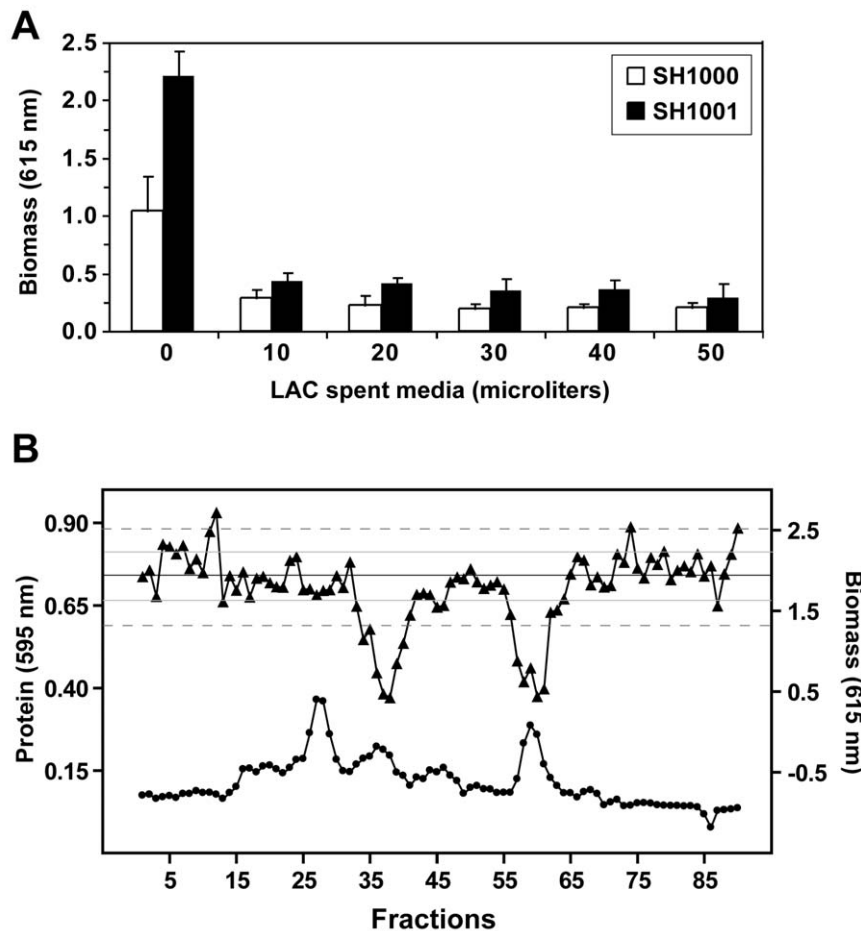 A
Biomass (615 nm)
2.5
2.0
1.5
1.0
0.5
0.0
SH1000
SH1001
0 10 20 30 40 50
LAC spent media (microliters)
B
Protein (595 nm)
0.90
0.65
0.40
0.15
2.5
1.5
0.5
-0.5
Biomass (615 nm)
5 15 25 35 45 55 65 75 85
Fractions